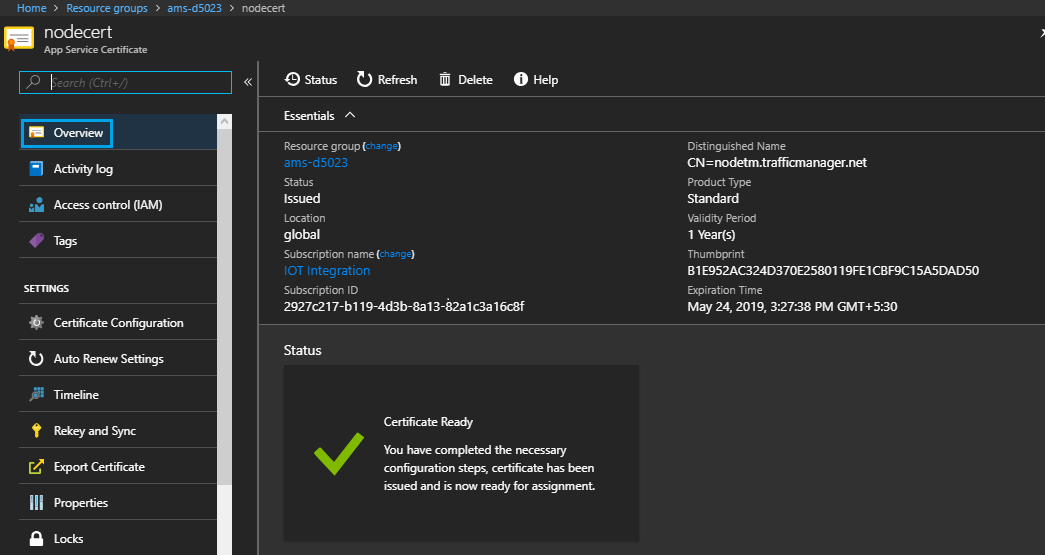 Home > Resource groups > ams-d5023 > nodecert
nodecert
App Service Certificate
Search (Ctrl+/)
«
Overview
Activity log
Access control (IAM)
Tags
SETTINGS
Certificate Configuration
Auto Renew Settings
Timeline
Rekey and Sync
Export Certificate
Properties
Locks
Status Refresh Delete Help
Essentials
Resource group (change)
ams-d5023
Status
Issued
Location
global
Subscription name (change)
IOT Integration
Subscription ID
2927c217-b119-4d3b-8a13-82a1c3a16c8f
Distinguished Name
CN=nodetm.trafficmanager.net
Product Type
Standard
Validity Period
1 Year(s)
Thumbprint
B1E952AC324D370E2580119FE1CBF9C15A5DAD50
Expiration Time
May 24, 2019, 3:27:38 PM GMT+5:30
Status
Certificate Ready
You have completed the necessary
configuration steps, certificate has been
issued and is now ready for assignment.